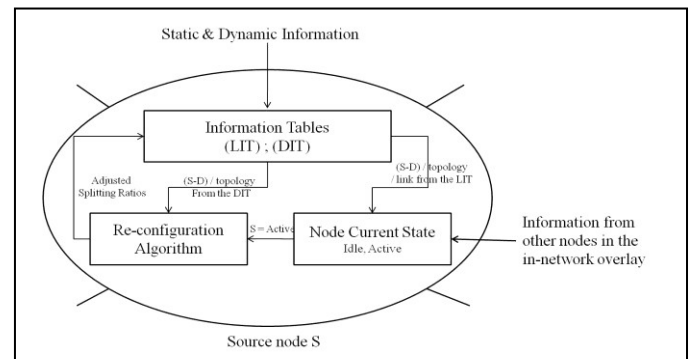 Static & Dynamic Information
Information Tables
(LIT) ; (DIT)
Adjusted
Splitting Ratios
(S-D) / topology
From the DIT
(S-D) / topology
/ link from the LIT
Re-configuration
Algorithm
S = Active
Node Current State
Idle, Active
Information from
other nodes in the
in-network overlay
Source node S